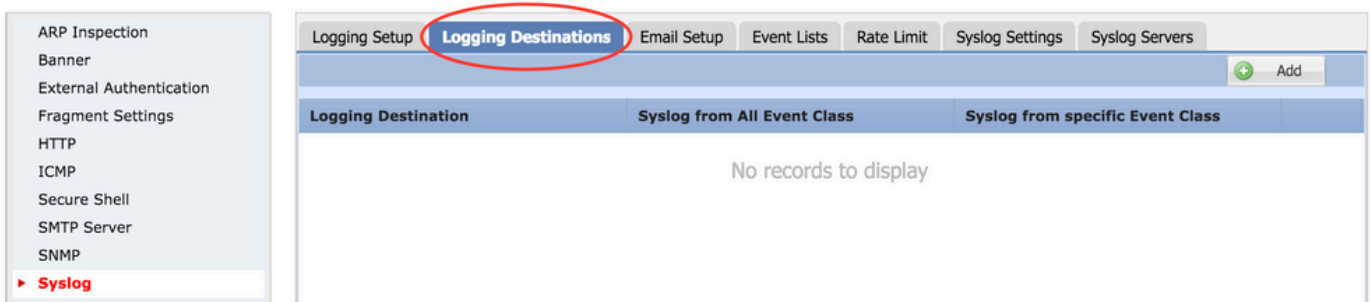 ARP Inspection
Banner
External Authentication
Fragment Settings
HTTP
ICMP
Secure Shell
SMTP Server
SNMP
Syslog
Logging Setup Logging Destinations Email Setup Event Lists Rate Limit Syslog Settings Syslog Servers
Add
Logging Destination Syslog from All Event Class Syslog from specific Event Class
No records to display